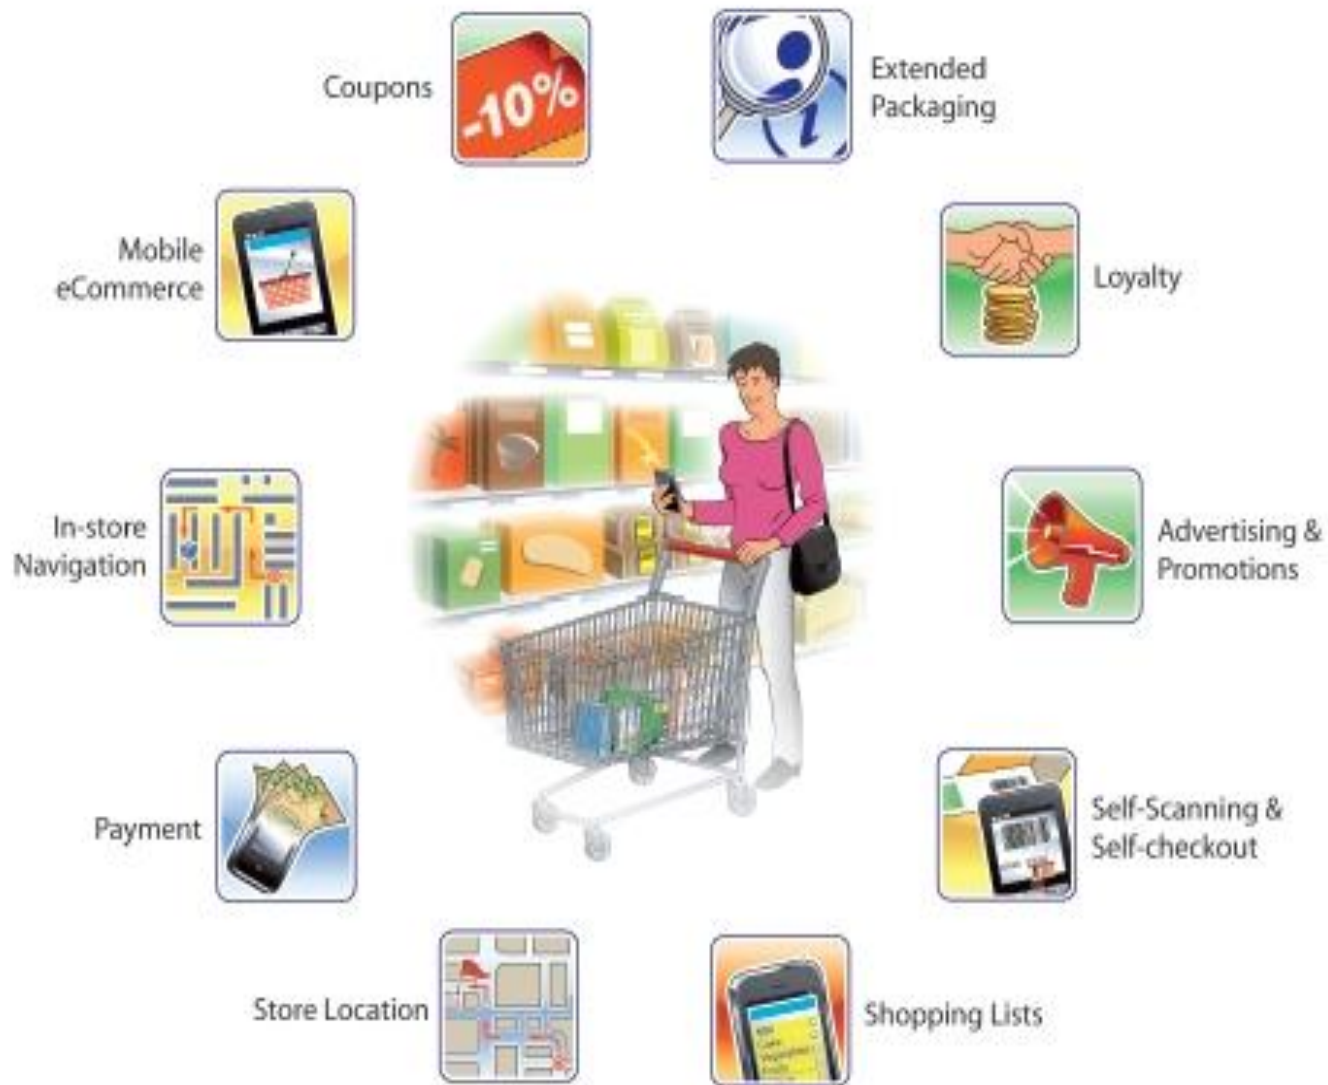 Coupons
-10%
Extended
Packaging
Mobile
eCommerce
Loyalty
In-store
Navigation
Advertising &
Promotions
Payment
Self-Scanning &
Self-checkout
Store Location
Shopping Lists